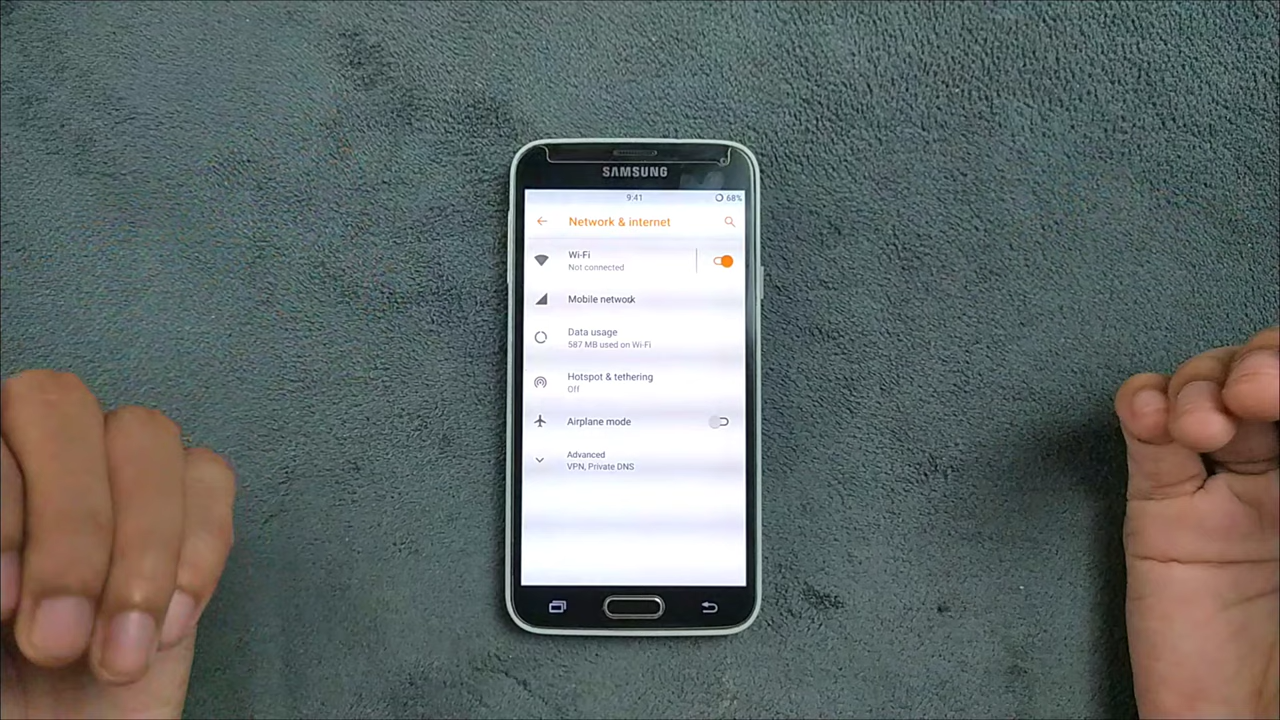 SAMSUNG
9:41 68%
Network & internet
Wi-Fi
Not connected
Mobile network
Data usage
587 MB used on Wi-Fi
Hotspot & tethering
Off
Airplane mode
Advanced
VPN, Private DNS